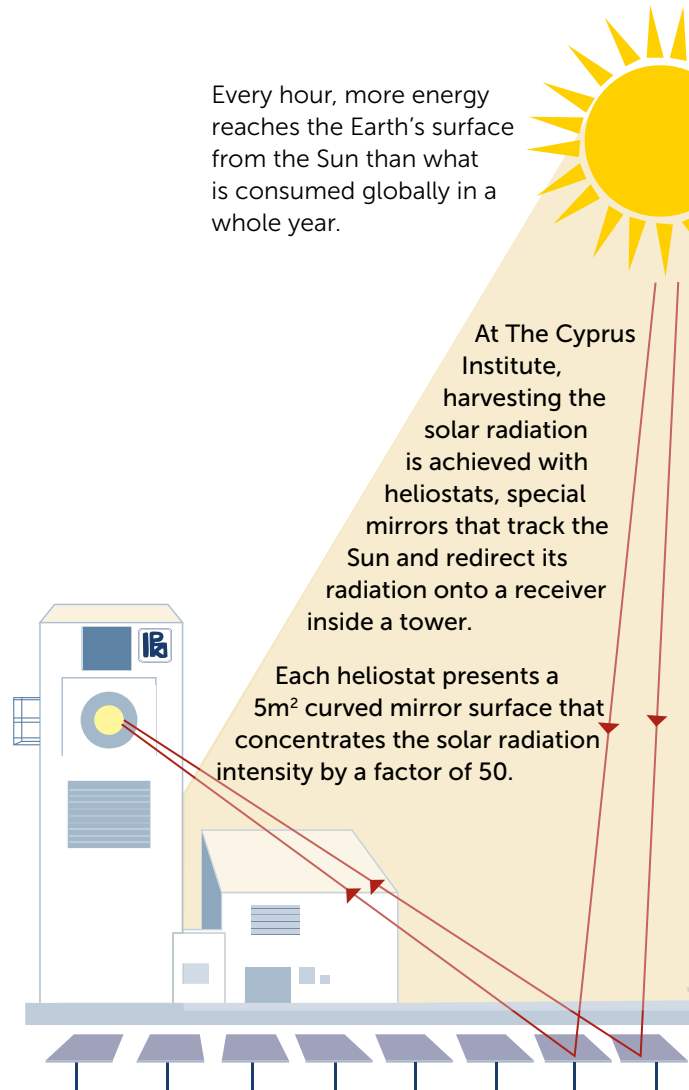 Every hour, more energy
reaches the Earth's surface
from the Sun than what
is consumed globally in a
whole year.
At The Cyprus
Institute,
harvesting the
solar radiation
is achieved with
heliostats, special
mirrors that track the
Sun and redirect its
radiation onto a receiver
inside a tower.
Each heliostat presents a
5m² curved mirror surface that
concentrates the solar radiation
intensity by a factor of 50.